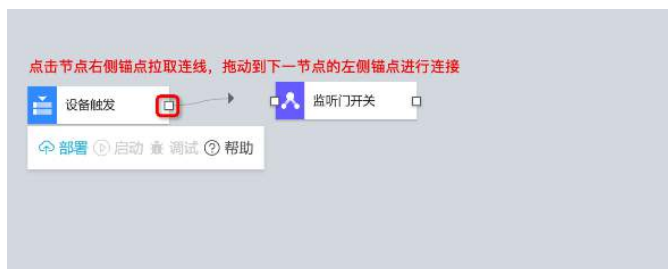 点击节点右侧锚点拉取连线，拖动到下一节点的左侧锚点进行连接
设备触发
监听门开关
部署 启动 调试 帮助